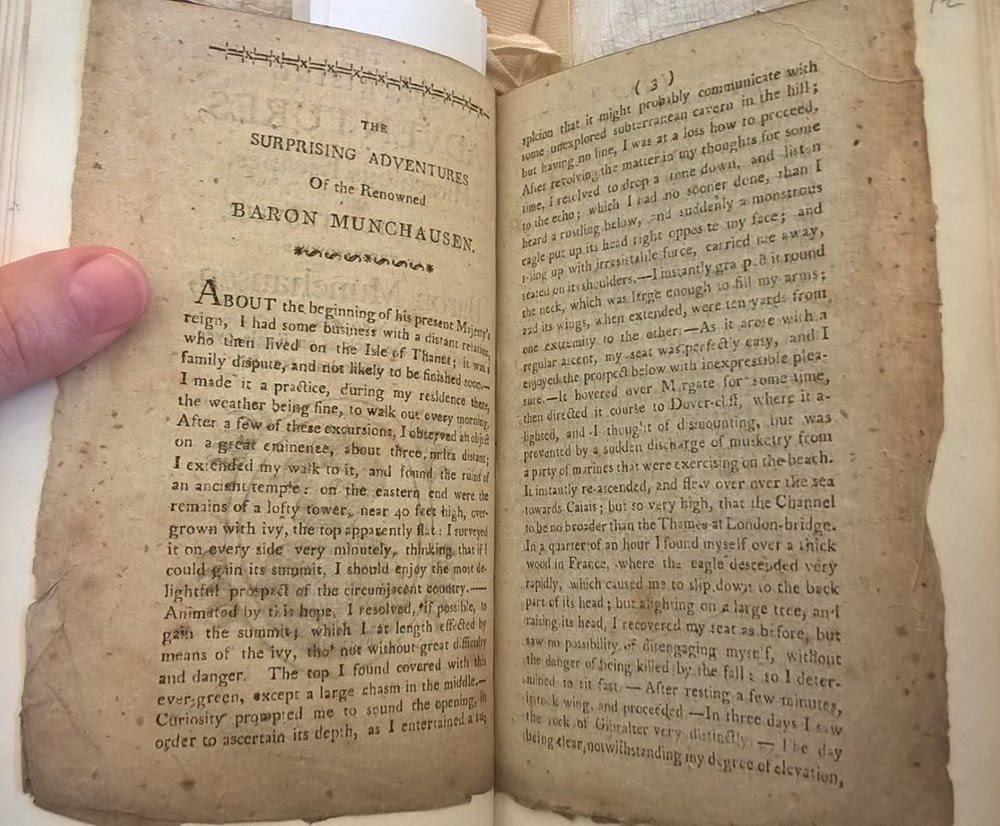 THE
SURPRISING ADVENTURES
Of the Renowned
BARON MUNCHAUSEN.
ABOUT the beginning of his present Majesty's
reign, I had some business with a distant relation,
who then lived on the Isle of Thanet; it was a
family dispute, and not likely to be finished soon.—
I made it a practice, during my residence there,
the weather being fine, to walk out every morning.
After a few of these excursions, I observed an object
on a great eminence, about three miles distant;
I extended my walk to it, and found the ruins of
an ancient temple: on the eastern end were the
remains of a lofty tower, near 40 feet high, over-
grown with ivy, the top apparently flat: I surveyed
it on every side very minutely, thinking that if I
could gain its summit, I should enjoy the most de-
lightful prospect of the circumjacent country.—
Animated by this hope, I resolved, if possible, to
gain the summit; which I at length effected by
means of the ivy, tho' not without great difficulty
and danger. The top I found covered with this
ever-green, except a large chasm in the middle,—
Curiosity prompted me to sound the opening, in
order to ascertain its depth, as I entertained a su;
( 3 )
spicion that it might probably communicate with
some unexplored subterranean cavern in the hill;
but having no line, I was at a loss how to proceed,
After revolving the matter in my thoughts for some
time, I resolved to drop a stone down, and listen
to the echo; which I had no sooner done, than I
heard a rustling below, and suddenly a monstrous
eagle put up its head right opposite my face; and
rising up with irresistable force, carried me away,
seated on its shoulders.—I instantly grasped it round
the neck, which was large enough to fill my arms;
and its wings, when extended, were ten yards from
one extremity to the other.—As it arose with a
regular ascent, my seat was perfectly easy, and I
enjoyed the prospect below with inexpressible plea-
sure.—It hovered over Margate for some time,
then directed it course to Dover-cliff, where it a-
lighted, and I thought of dismounting, but was
prevented by a sudden discharge of musketry from
a party of marines that were exercising on the beach.
It instantly re-ascended, and flew over over the sea
towards Calais; but so very high, that the Channel
to be no broader than the Thames at London-bridge.
In a quarter of an hour I found myself over a thick
wood in France, where the eagle descended very
rapidly, which caused me to slip down to the back
part of its head; but alighting on a large tree, and
raising its head, I recovered my seat as before, but
saw no possibility of disengaging myself, without
the danger of being killed by the fall: so I deter-
mined to sit fast.—After resting a few minutes,
it took wing, and proceeded—In three days I saw
the rock of Gibralter very distinctly.—The day
being clear, notwithstanding my degree of elevation,